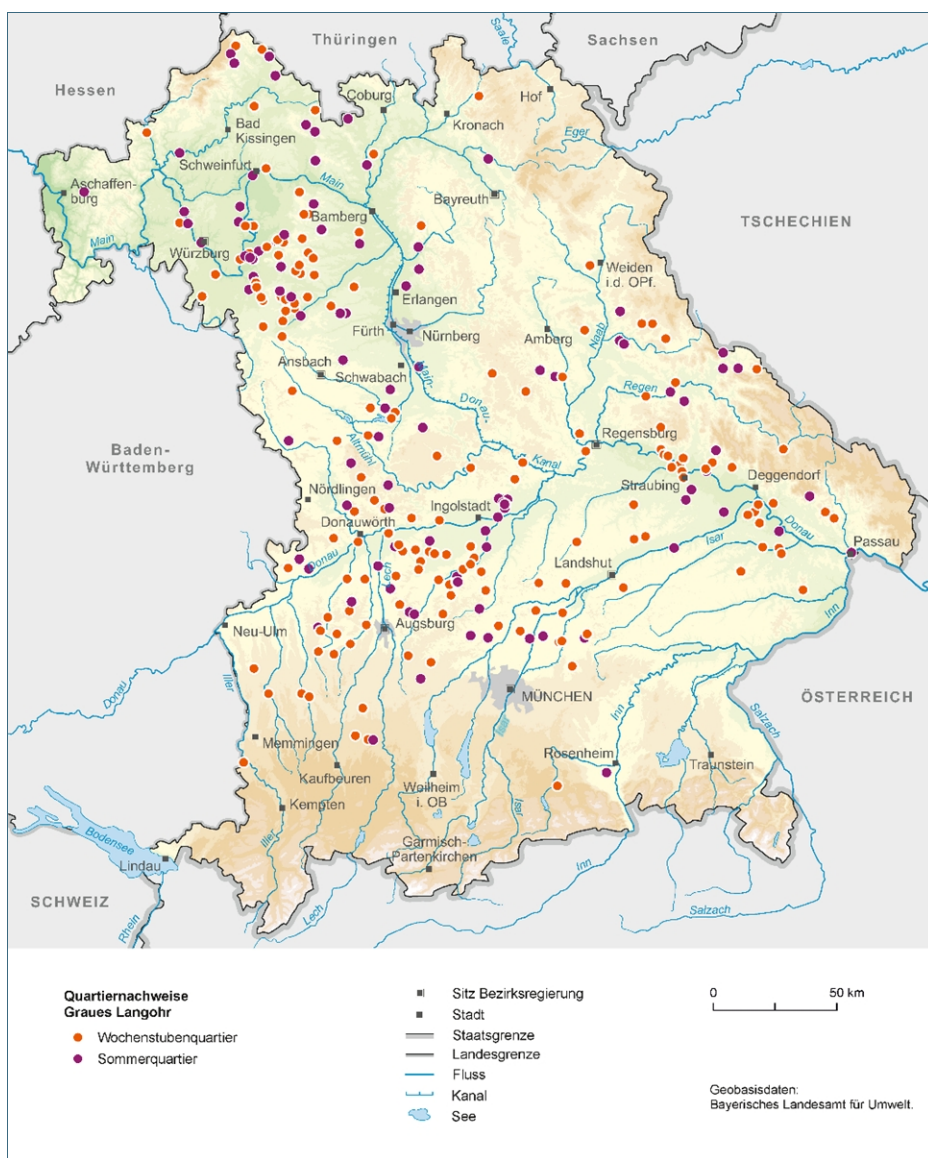 Thüringen
Sachsen
Saale
Hessen
Coburg
Hof
Kronach
Bad
Kissingen
Eger
Schweinfurt
Aschaffen-
burg
Main
Bayreuth
Bamberg
TSCHECHIEN
Main
Würzburg
Weiden
i.d. OPf.
Erlangen
Fürth
Nürnberg
Amberg
Naab
Ansbach
Schwabach
Main-
Regen
Donau-
Baden-
Württemberg
Altmühl
Regensburg
Kanal
Nördlingen
Straubing
Deggendorf
Ingolstadt
Donauwörth
Donau
Isar
Passau
Donau
Lech
Landshut
Inn
Neu-Ulm
Augsburg
Iller
MÜNCHEN
ÖSTERREICH
Donau
Inn
Salzach
Memmingen
Rosenheim
Traunstein
Kaufbeuren
Weilheim
i. OB
Kempten
Isar
Iller
Bodensee
Garmisch-
Partenkirchen
Lindau
Inn
SCHWEIZ
Lech
Salzach
Rhein
Quartiernachweise
Graues Langohr
Wochenstubenquartier
Sommerquartier
Sitz Bezirksregierung
Stadt
Staatsgrenze
Landesgrenze
Fluss
Kanal
See
0 50 km
Geobasisdaten:
Bayerisches Landesamt für Umwelt.